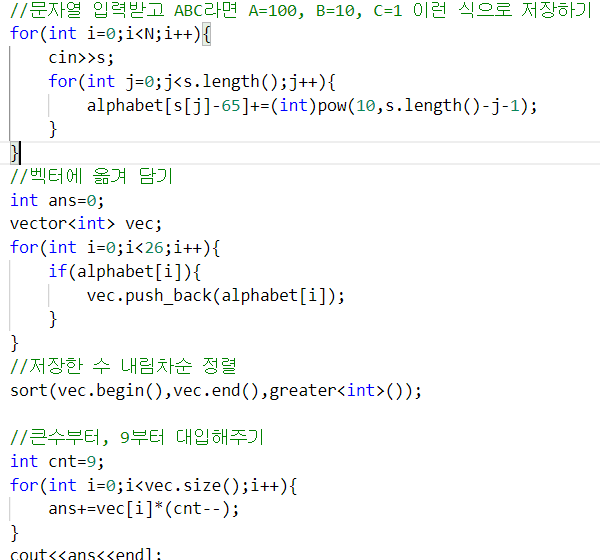 //문자열 입력받고 ABC라면 A=100, B=10, C=1 이런 식으로 저장하기
for(int i=0;i<N;i++){
cin>>s;
for(int j=0;j<s.length();j++){
alphabet[s[j]-65]+=(int)pow(10,s.length()-j-1);
}
}
//벡터에 옮겨 담기
int ans=0;
vector<int> vec;
for(int i=0;i<26;i++){
if(alphabet[i]){
vec.push_back(alphabet[i]);
}
}
//저장한 수 내림차순 정렬
sort(vec.begin(),vec.end(),greater<int>());
//큰수부터, 9부터 대입해주기
int cnt=9;
for(int i=0;i<vec.size();i++){
ans+=vec[i]*(cnt--);
}
cout<<ans<<endl;